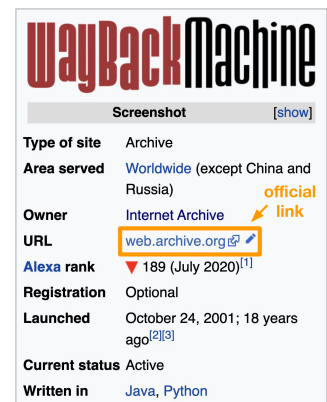 WayBackMachine
Screenshot [show]
Type of site Archive
Area served Worldwide (except China and
Russia)
official
link
Owner Internet Archive
URL web.archive.org
Alexa rank ▼ 189 (July 2020)[1]
Registration Optional
Launched October 24, 2001; 18 years
ago[2][3]
Current status Active
Written in Java, Python